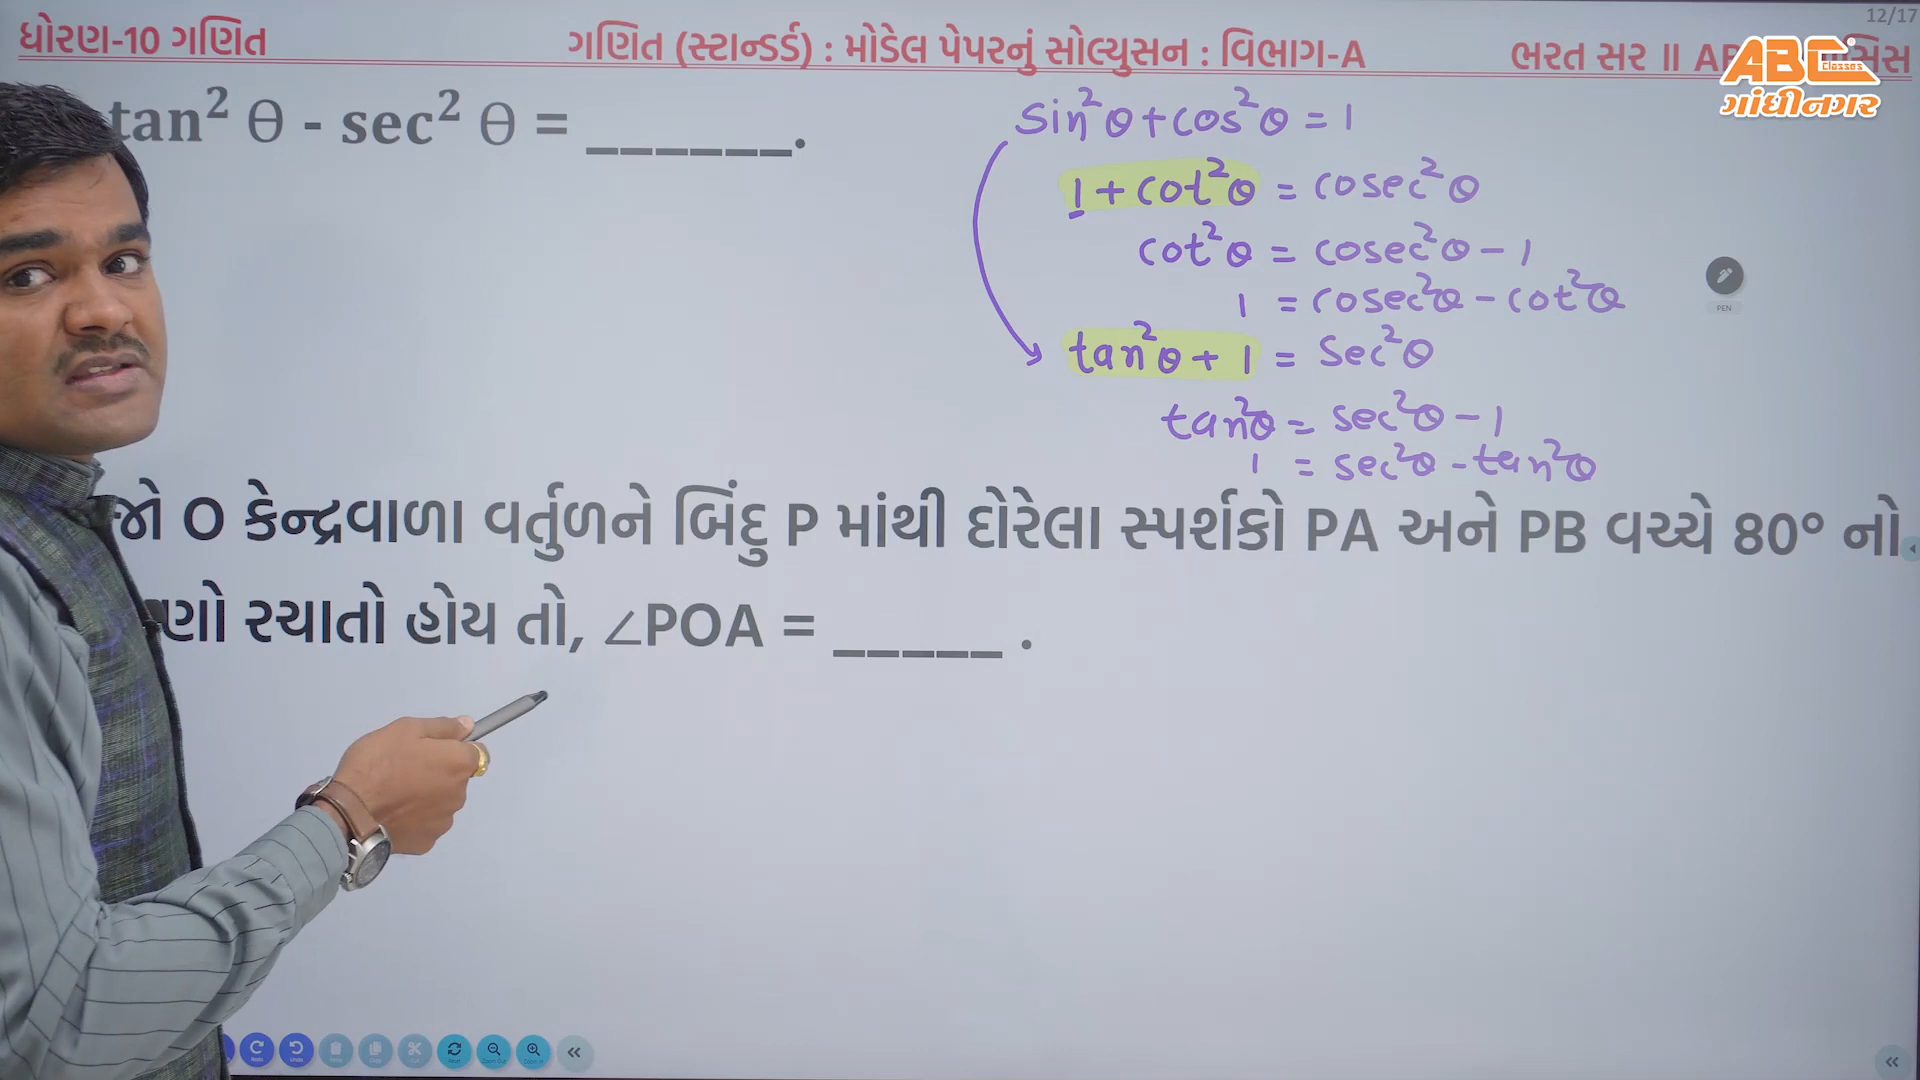 12/17
ધોરણ-10 ગણિત
ગણિત (સ્ટાન્ડર્ડ) : મોડેલ પેપરનું સોલ્યુસન : વિભાગ-A
ભરત સર ॥
ABC Classes
ગાંધીનગર
tan² θ - sec² θ = ______.
sin²θ + cos²θ = 1
1 + cot²θ = cosec²θ
cot²θ = cosec²θ - 1
1 = cosec²θ - cot²θ
tan²θ + 1 = sec²θ
tan²θ = sec²θ - 1
1 = sec²θ - tan²θ
PEN
જો O કેન્દ્રવાળા વર્તુળને બિંદુ P માંથી દોરેલા સ્પર્શકો PA અને PB વચ્ચે 80° નો
રચાતો હોય તો, ∠POA = _____ .